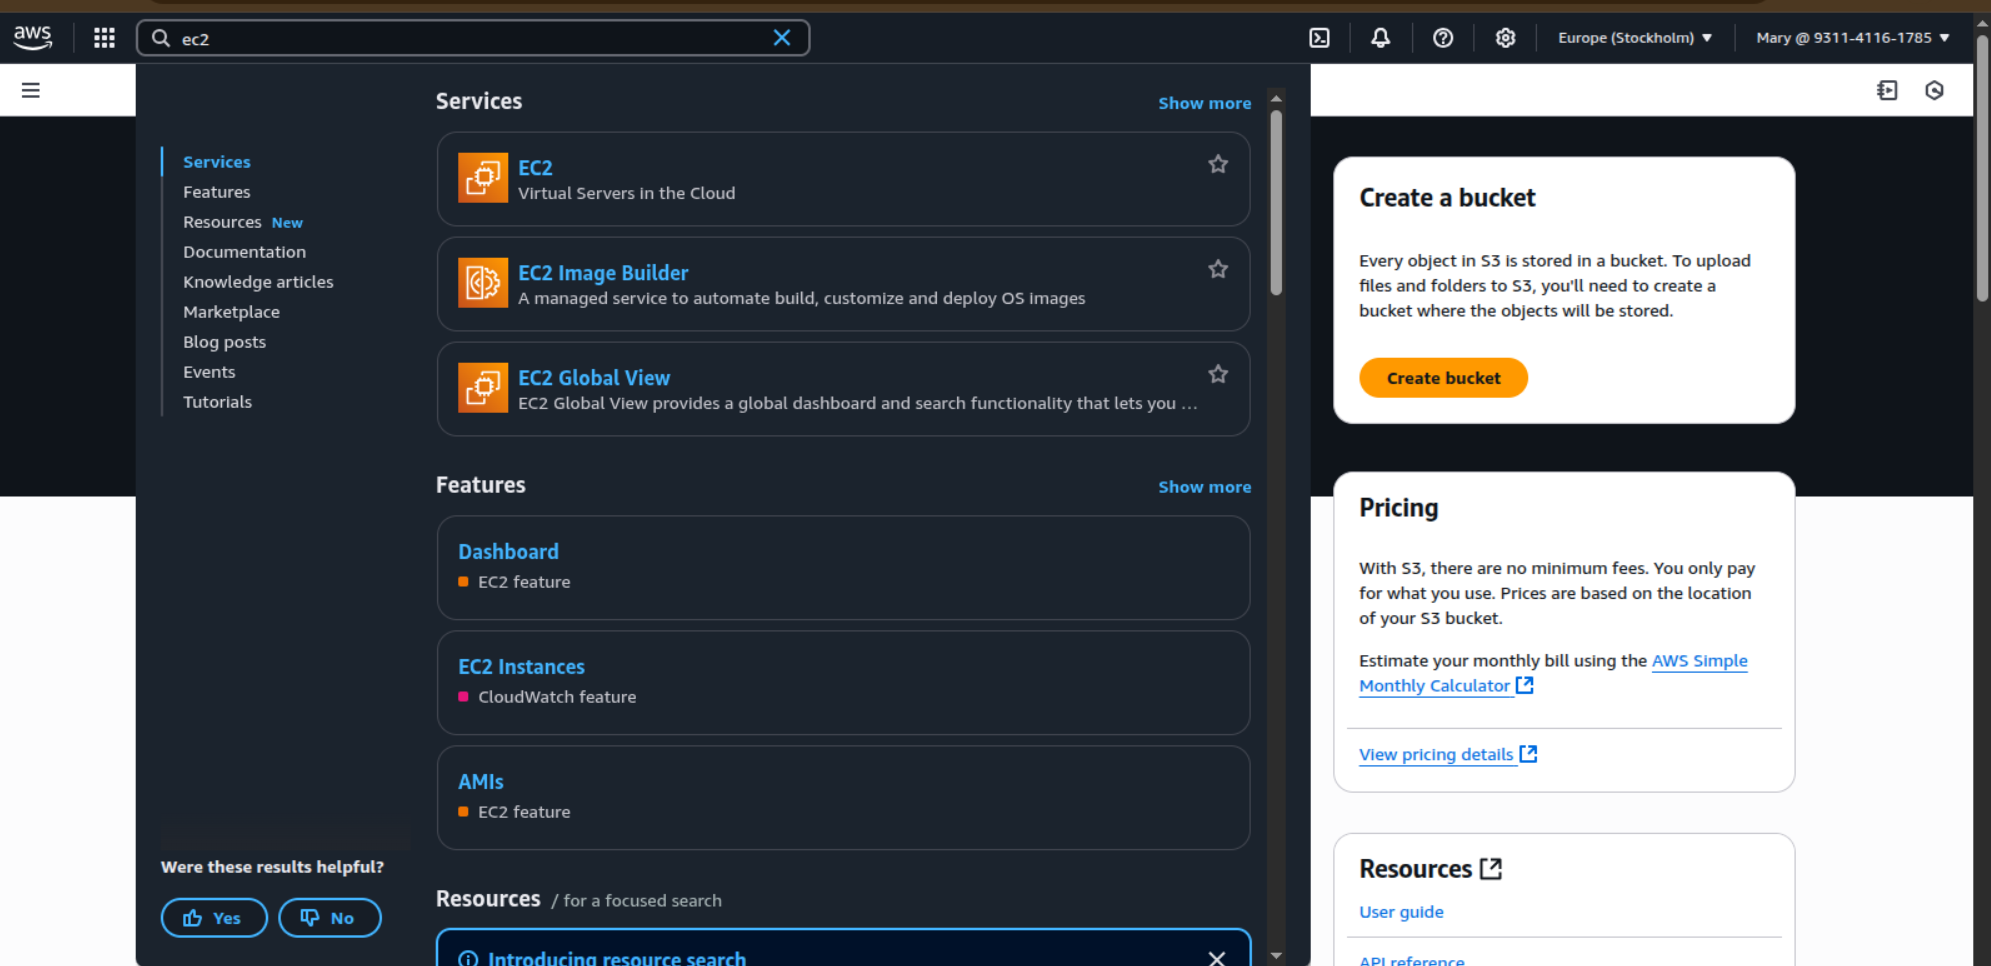 aws
ec2
Europe (Stockholm)
Mary @ 9311-4116-1785
Services
Features
Resources New
Documentation
Knowledge articles
Marketplace
Blog posts
Events
Tutorials
Were these results helpful?
Yes
No
Services
Show more
EC2
Virtual Servers in the Cloud
EC2 Image Builder
A managed service to automate build, customize and deploy OS images
EC2 Global View
EC2 Global View provides a global dashboard and search functionality that lets you ...
Features
Show more
Dashboard
EC2 feature
EC2 Instances
CloudWatch feature
AMIs
EC2 feature
Resources / for a focused search
Introducing resource search
Create a bucket
Every object in S3 is stored in a bucket. To upload
files and folders to S3, you'll need to create a
bucket where the objects will be stored.
Create bucket
Pricing
With S3, there are no minimum fees. You only pay
for what you use. Prices are based on the location
of your S3 bucket.
Estimate your monthly bill using the AWS Simple
Monthly Calculator
View pricing details
Resources
User guide
API reference